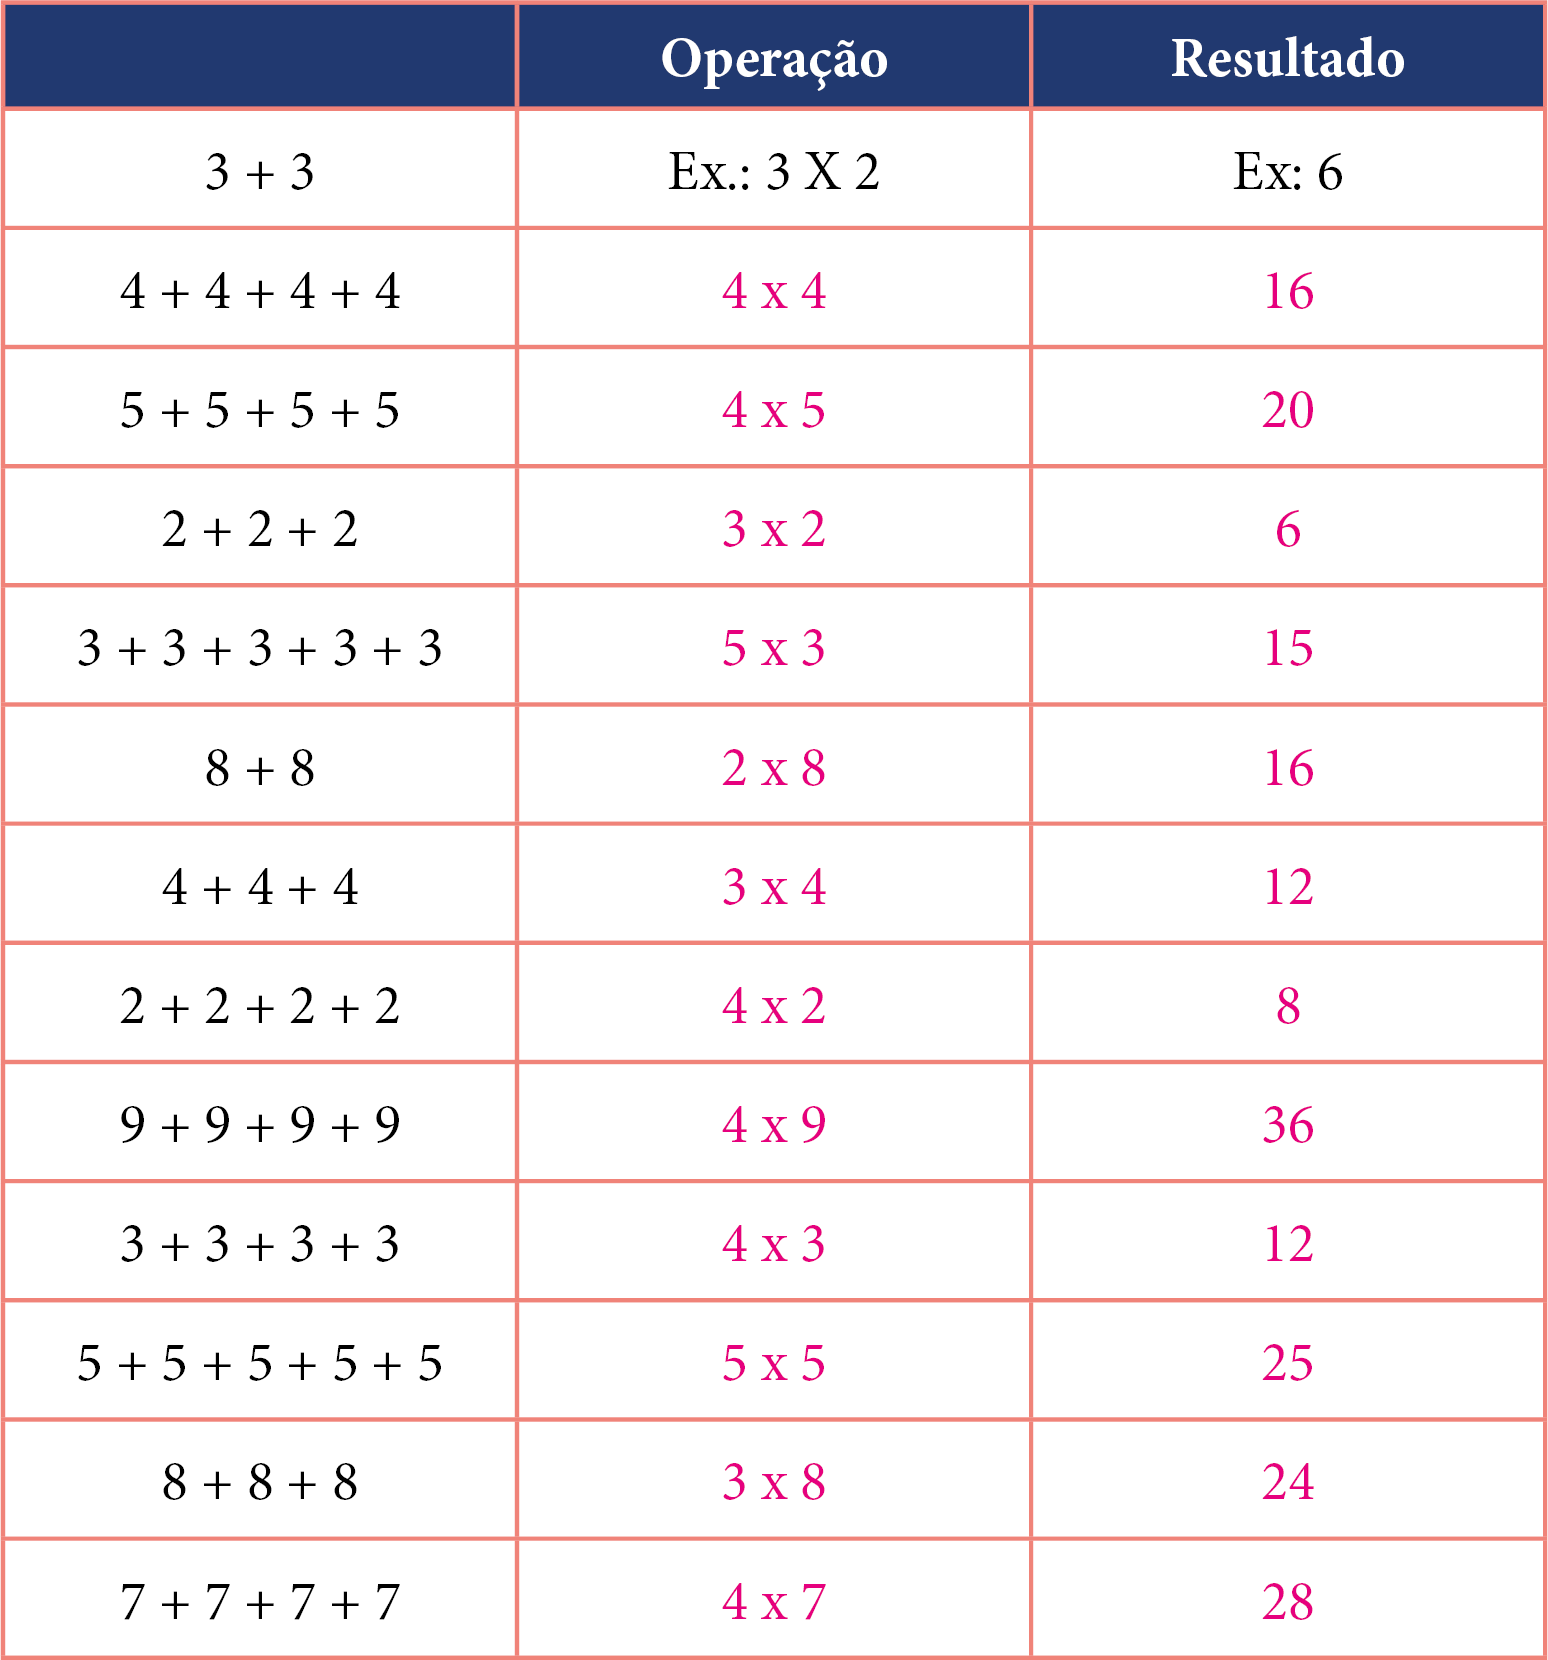 Operação Resultado
3 + 3 Ex.: 3 X 2 Ex: 6
4 + 4 + 4 + 4 4 x 4 16
5 + 5 + 5 + 5 4 x 5 20
2 + 2 + 2 3 x 2 6
3 + 3 + 3 + 3 + 3 5 x 3 15
8 + 8 2 x 8 16
4 + 4 + 4 3 x 4 12
2 + 2 + 2 + 2 4 x 2 8
9 + 9 + 9 + 9 4 x 9 36
3 + 3 + 3 + 3 4 x 3 12
5 + 5 + 5 + 5 + 5 5 x 5 25
8 + 8 + 8 3 x 8 24
7 + 7 + 7 + 7 4 x 7 28